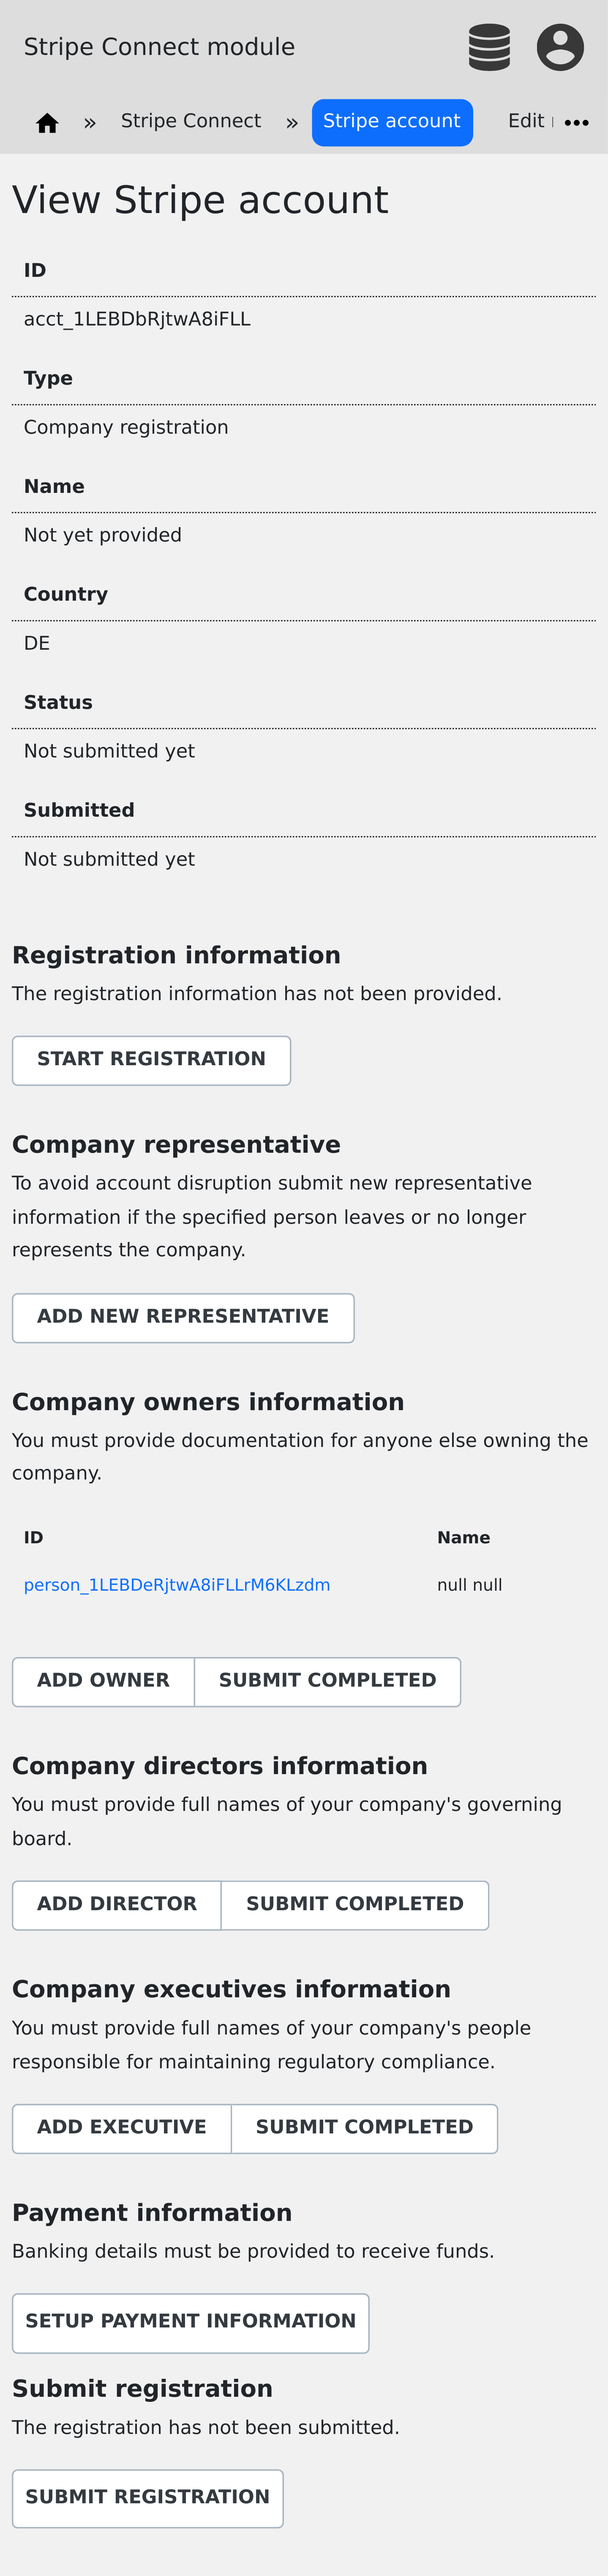 Stripe Connect module
» Stripe Connect » Stripe account Edit
View Stripe account
ID
acct_1LEBDbRjtwA8iFLL
Type
Company registration
Name
Not yet provided
Country
DE
Status
Not submitted yet
Submitted
Not submitted yet
Registration information
The registration information has not been provided.
START REGISTRATION
Company representative
To avoid account disruption submit new representative
information if the specified person leaves or no longer
represents the company.
ADD NEW REPRESENTATIVE
Company owners information
You must provide documentation for anyone else owning the
company.
ID Name
person_1LEBDeRjtwA8iFLLrM6KLzdm null null
ADD OWNER SUBMIT COMPLETED
Company directors information
You must provide full names of your company's governing
board.
ADD DIRECTOR SUBMIT COMPLETED
Company executives information
You must provide full names of your company's people
responsible for maintaining regulatory compliance.
ADD EXECUTIVE SUBMIT COMPLETED
Payment information
Banking details must be provided to receive funds.
SETUP PAYMENT INFORMATION
Submit registration
The registration has not been submitted.
SUBMIT REGISTRATION